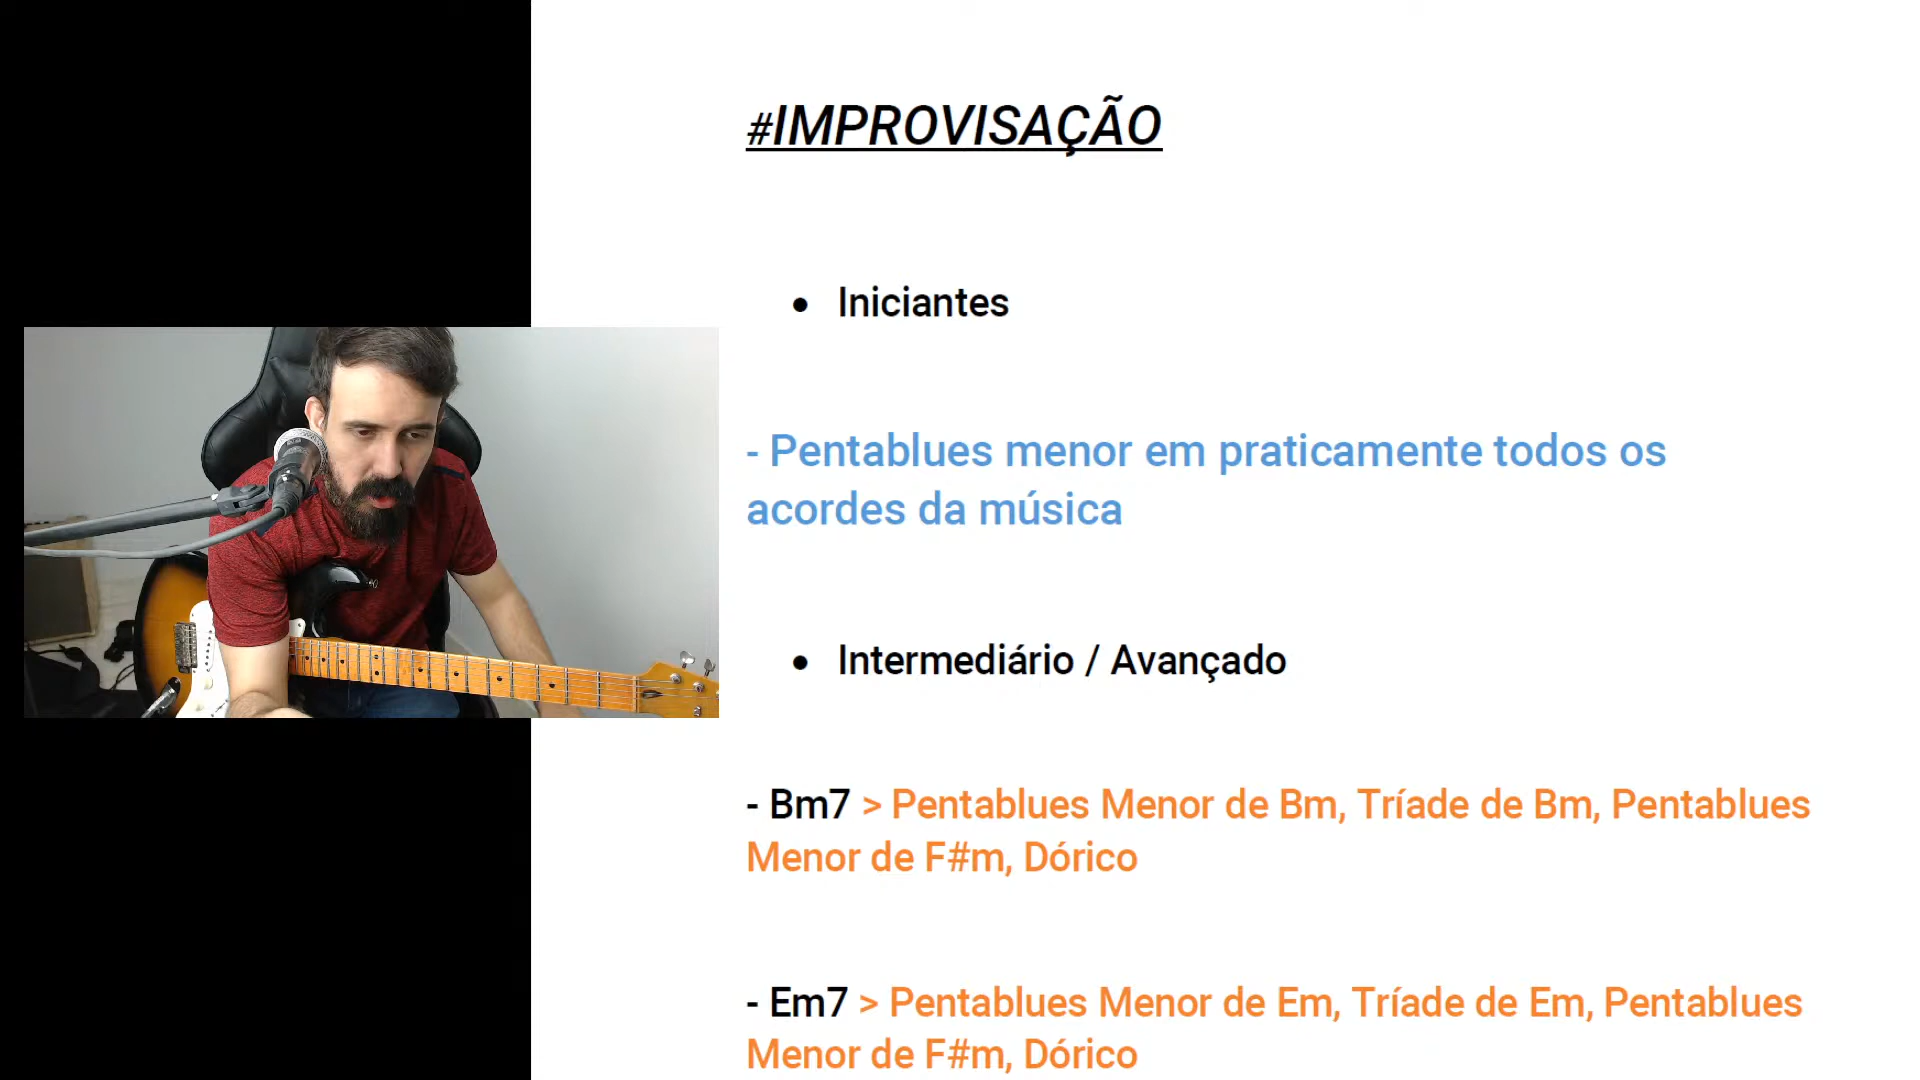 #IMPROVISAÇÃO
• Iniciantes
- Pentablues menor em praticamente todos os
acordes da música
• Intermediário / Avançado
- Bm7 > Pentablues Menor de Bm, Tríade de Bm, Pentablues
Menor de F#m, Dórico
- Em7 > Pentablues Menor de Em, Tríade de Em, Pentablues
Menor de F#m, Dórico